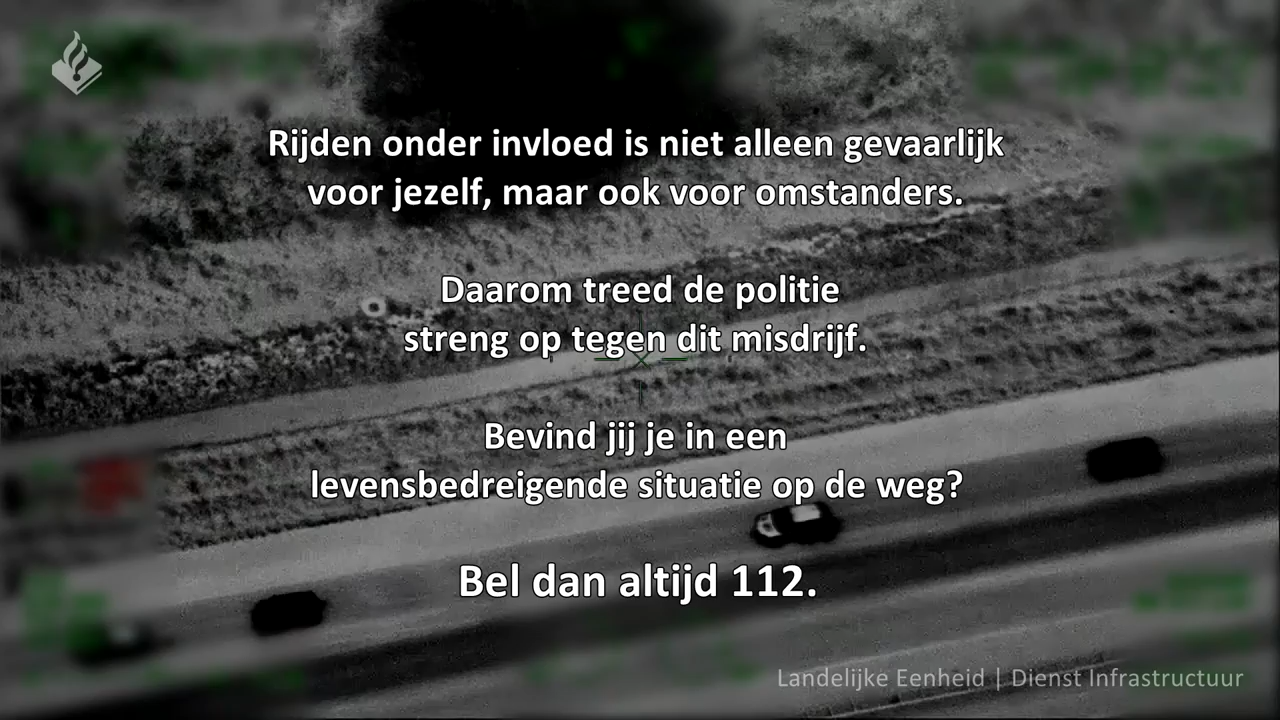 Rijden onder invloed is niet alleen gevaarlijk
voor jezelf, maar ook voor omstanders.
Daarom treed de politie
streng op tegen dit misdrijf.
Bevind jij je in een
levensbedreigende situatie op de weg?
Bel dan altijd 112.
Landelijke Eenheid | Dienst Infrastructuur